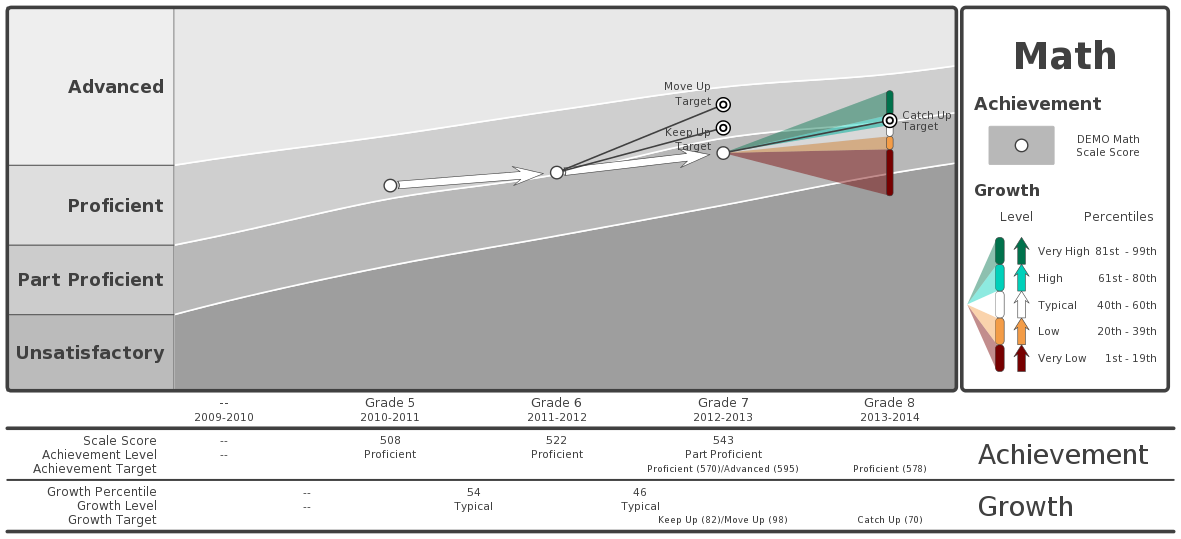 Advanced
Proficient
Part Proficient
Unsatisfactory
Move Up
Target
Keep Up
Target
Catch Up
Target
Math
Achievement
DEMO Math
Scale Score
Growth
Level Percentiles
Very High 81st - 99th
High 61st - 80th
Typical 40th - 60th
Low 20th - 39th
Very Low 1st - 19th
-- Grade 5 Grade 6 Grade 7 Grade 8
2009-2010 2010-2011 2011-2012 2012-2013 2013-2014
Scale Score -- 508 522 543
Achievement Level -- Proficient Proficient Part Proficient
Achievement Target Proficient (570)/Advanced (595) Proficient (578)
Achievement
Growth Percentile -- 54 46
Growth Level -- Typical Typical
Growth Target Keep Up (82)/Move Up (98) Catch Up (70)
Growth